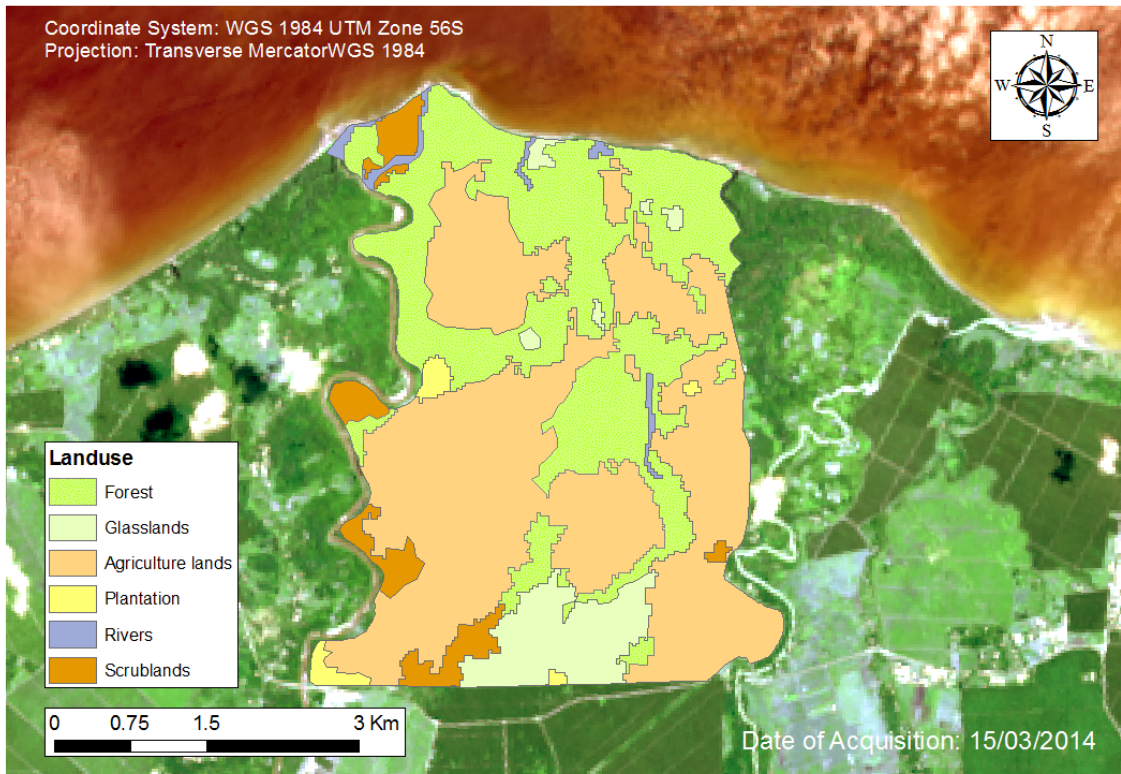 Coordinate System: WGS 1984 UTM Zone 56S
Projection: Transverse MercatorWGS 1984
N
W E
S
Landuse
Forest
Glasslands
Agriculture lands
Plantation
Rivers
Scrublands
0 0.75 1.5 3 Km
Date of Acquisition: 15/03/2014